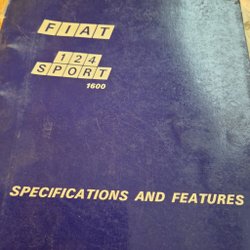 FIAT
124
SPORT
1600
SPECIFICATIONS AND FEATURES